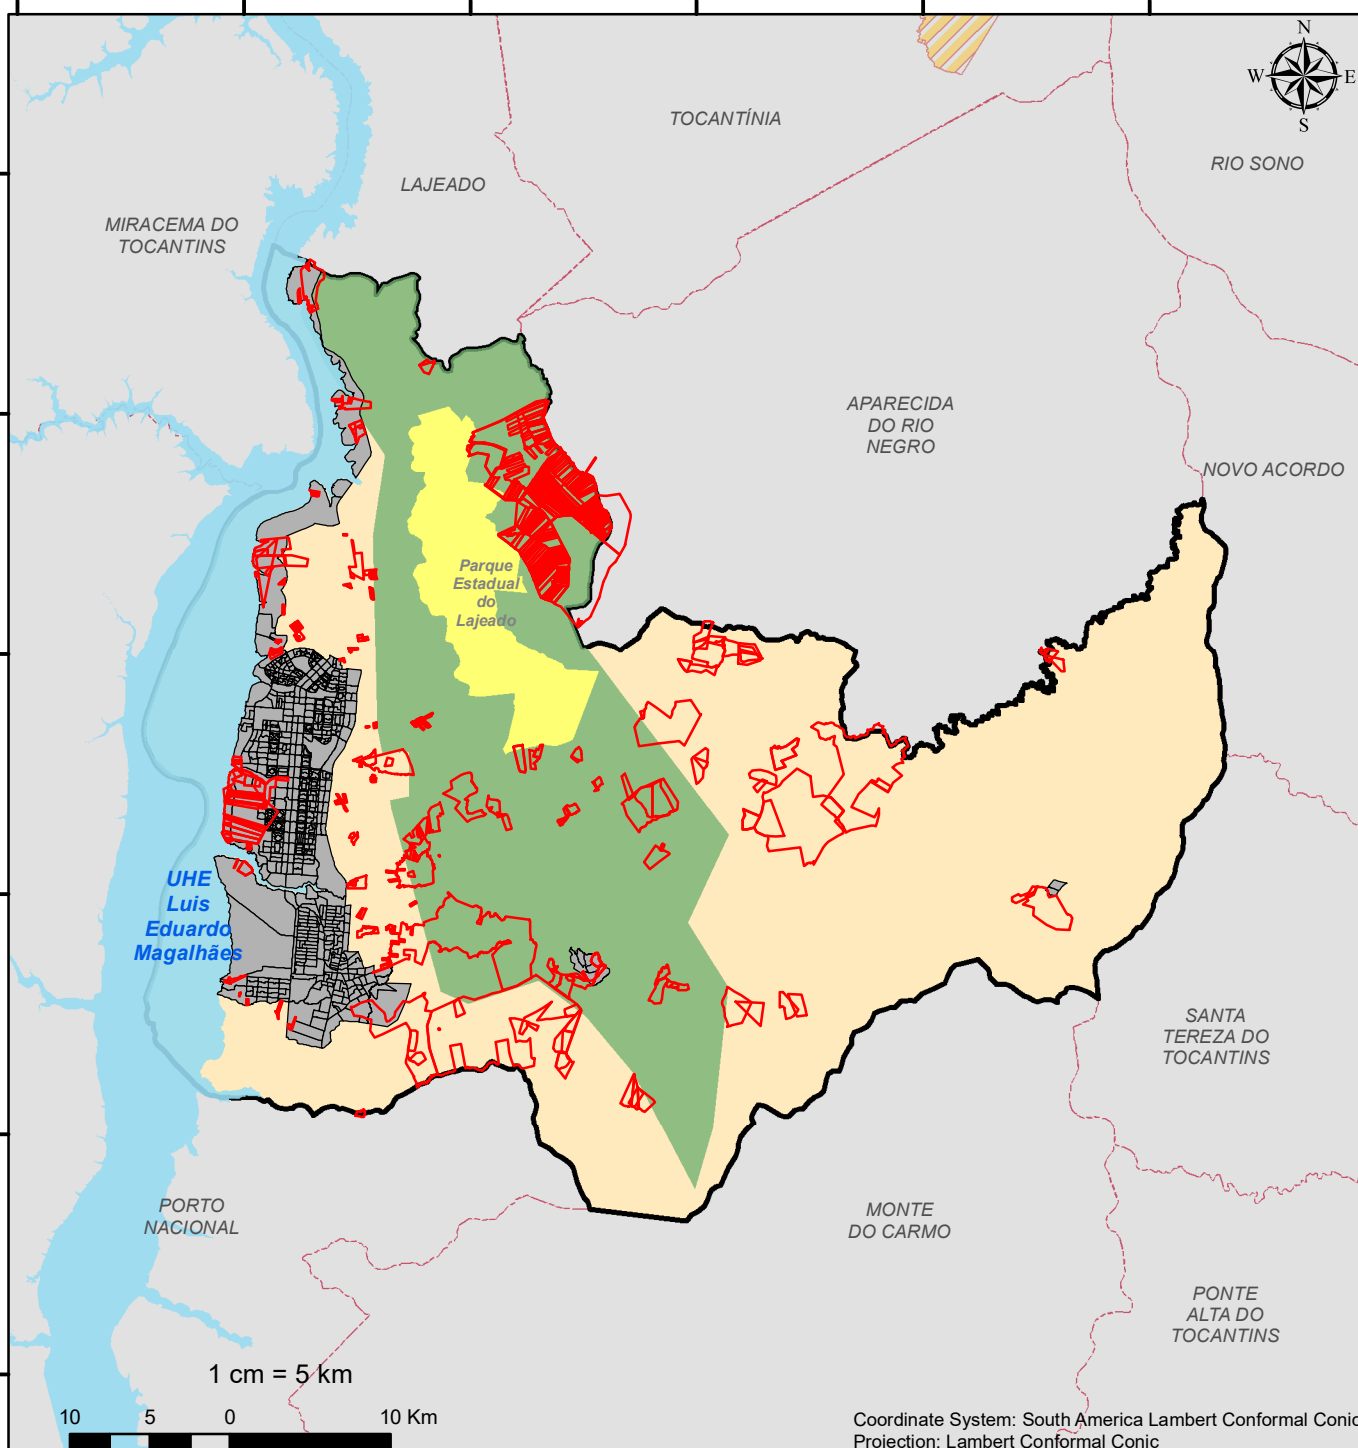 N
W
E
S
TOCANTÍNIA
RIO SONO
LAJEADO
MIRACEMA DO
TOCANTINS
APARECIDA
DO RIO
NEGRO
NOVO ACORDO
Parque
Estadual
do
Lajeado
UHE
Luis
Eduardo
Magalhães
SANTA
TEREZA DO
TOCANTINS
PORTO
NACIONAL
MONTE
DO CARMO
PONTE
ALTA DO
TOCANTINS
1 cm = 5 km
10 5 0 10 Km
Coordinate System: South America Lambert Conformal Conic
Projection: Lambert Conformal Conic